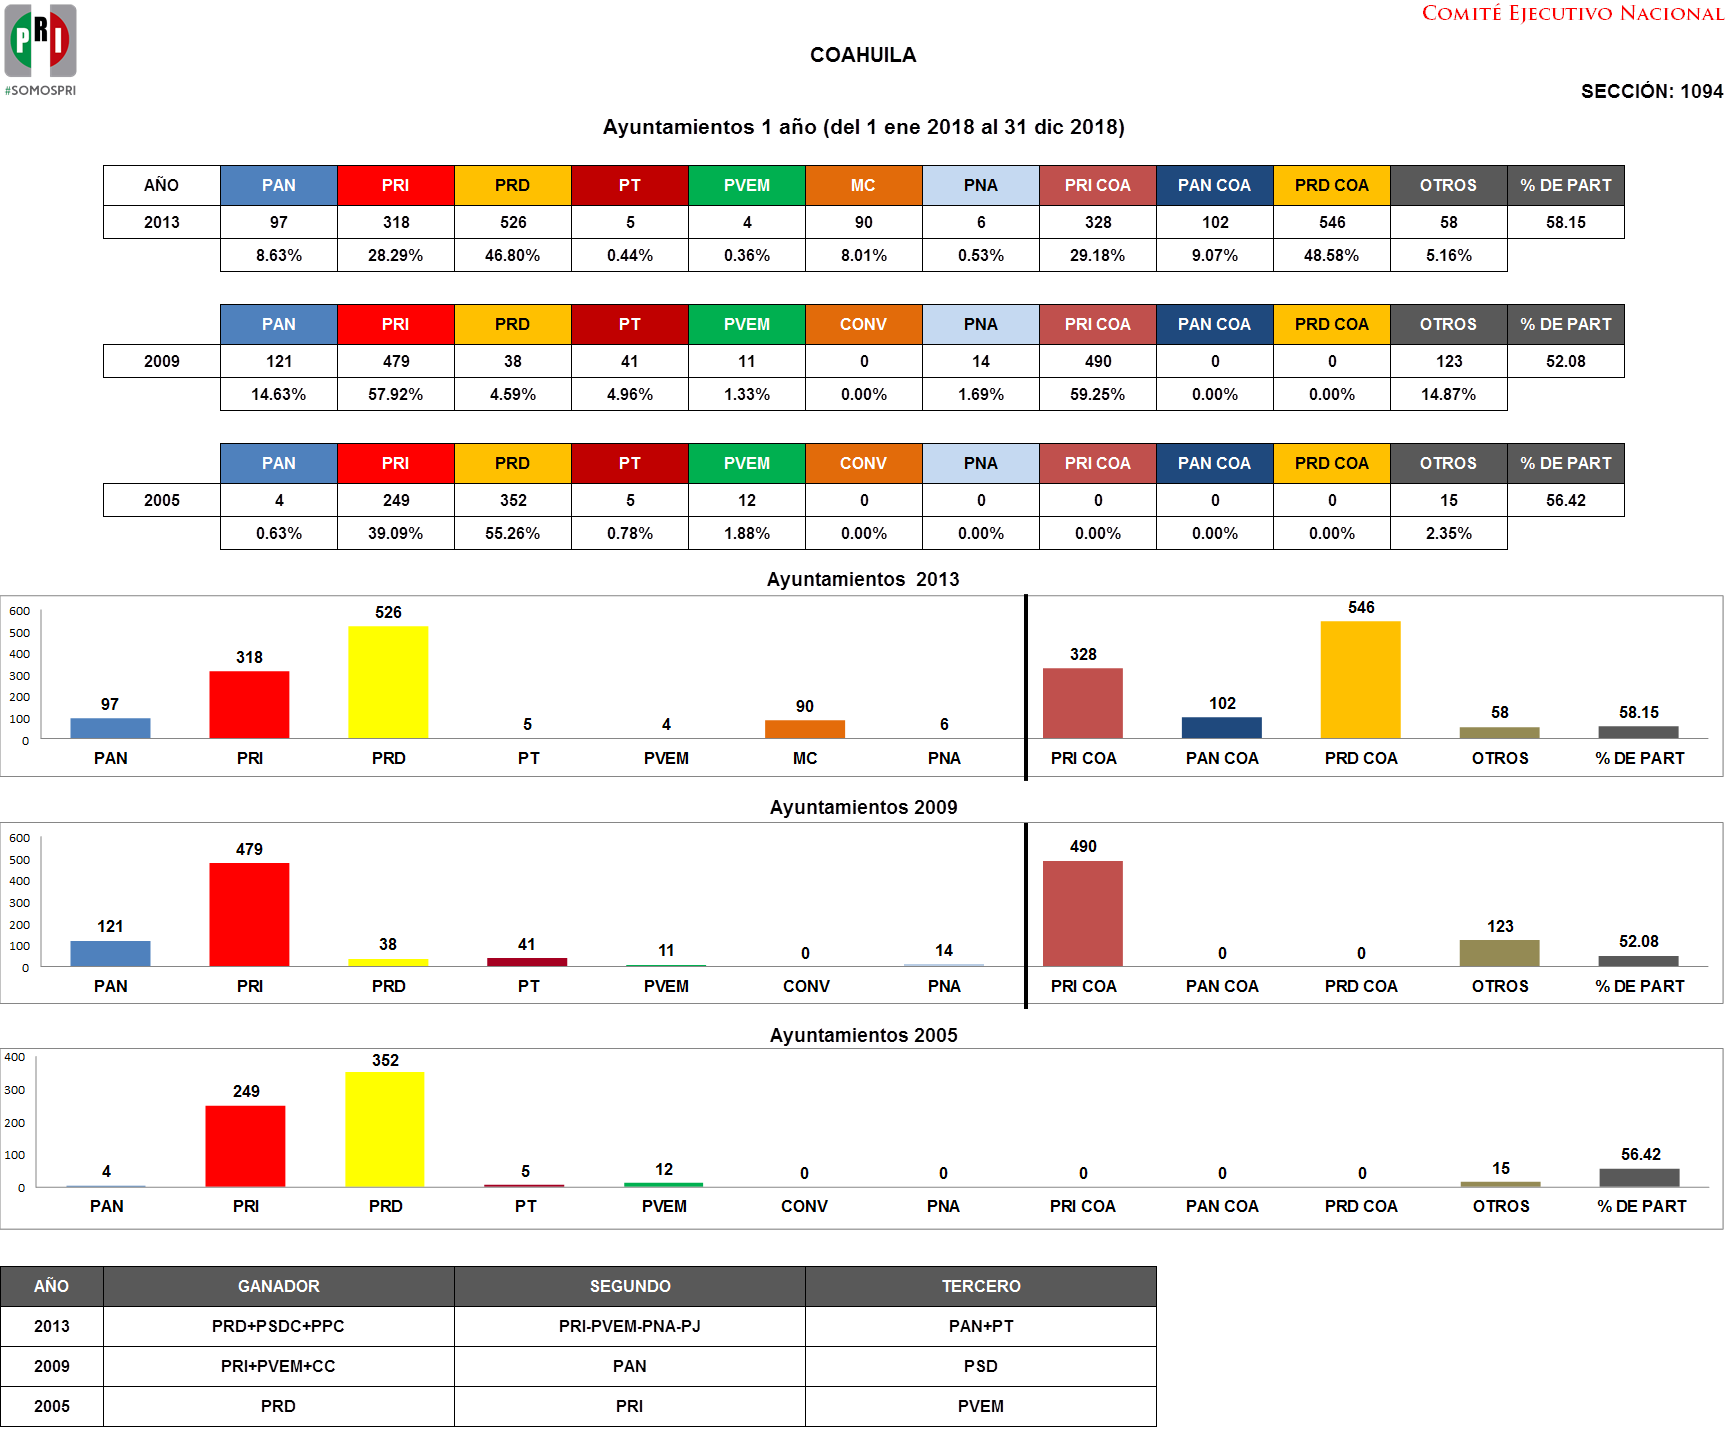 COMITÉ EJECUTIVO NACIONAL
PRI
#SOMOSPRI
COAHUILA
SECCIÓN: 1094
Ayuntamientos 1 año (del 1 ene 2018 al 31 dic 2018)
AÑO PAN PRI PRD PT PVEM MC PNA PRI COA PAN COA PRD COA OTROS % DE PART
2013 97 318 526 5 4 90 6 328 102 546 58 58.15
8.63% 28.29% 46.80% 0.44% 0.36% 8.01% 0.53% 29.18% 9.07% 48.58% 5.16%
PAN PRI PRD PT PVEM CONV PNA PRI COA PAN COA PRD COA OTROS % DE PART
2009 121 479 38 41 11 0 14 490 0 0 123 52.08
14.63% 57.92% 4.59% 4.96% 1.33% 0.00% 1.69% 59.25% 0.00% 0.00% 14.87%
PAN PRI PRD PT PVEM CONV PNA PRI COA PAN COA PRD COA OTROS % DE PART
2005 4 249 352 5 12 0 0 0 0 0 15 56.42
0.63% 39.09% 55.26% 0.78% 1.88% 0.00% 0.00% 0.00% 0.00% 0.00% 2.35%
Ayuntamientos 2013
600
500
400
300
200
100
0
97 318 526 5 4 90 6 328 102 546 58 58.15
PAN PRI PRD PT PVEM MC PNA PRI COA PAN COA PRD COA OTROS % DE PART
Ayuntamientos 2009
600
500
400
300
200
100
0
121 479 38 41 11 0 14 490 0 0 123 52.08
PAN PRI PRD PT PVEM CONV PNA PRI COA PAN COA PRD COA OTROS % DE PART
Ayuntamientos 2005
400
300
200
100
0
4 249 352 5 12 0 0 0 0 0 15 56.42
PAN PRI PRD PT PVEM CONV PNA PRI COA PAN COA PRD COA OTROS % DE PART
AÑO GANADOR SEGUNDO TERCERO
2013 PRD+PSDC+PPC PRI-PVEM-PNA-PJ PAN+PT
2009 PRI+PVEM+CC PAN PSD
2005 PRD PRI PVEM